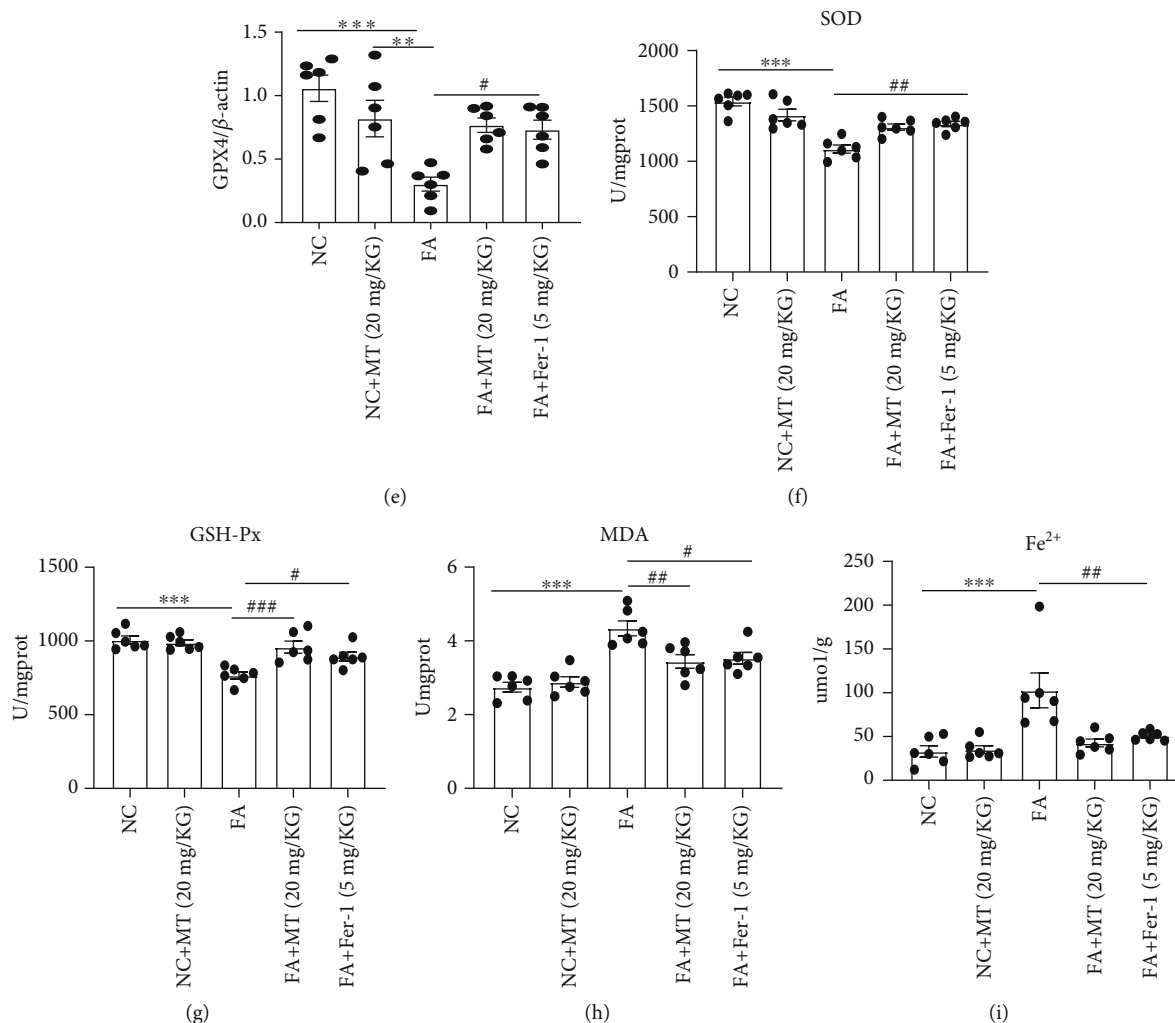 ***
**
#
1.5
1.0
0.5
0.0
GPX4/β-actin
NC
NC+MT (20 mg/KG)
FA
FA+MT (20 mg/KG)
FA+Fer-1 (5 mg/KG)
(e)
SOD
***
##
2000
1500
1000
500
0
U/mgprot
NC
NC+MT (20 mg/KG)
FA
FA+MT (20 mg/KG)
FA+Fer-1 (5 mg/KG)
(f)
GSH-Px
#
***
###
1500
1000
500
0
U/mgprot
NC
NC+MT (20 mg/KG)
FA
FA+MT (20 mg/KG)
FA+Fer-1 (5 mg/KG)
(g)
MDA
#
***
##
6
4
2
0
Umgprot
NC
NC+MT (20 mg/KG)
FA
FA+MT (20 mg/KG)
FA+Fer-1 (5 mg/KG)
(h)
Fe²⁺
***
##
250
200
150
100
50
0
umo1/g
NC
NC+MT (20 mg/KG)
FA
FA+MT (20 mg/KG)
FA+Fer-1 (5 mg/KG)
(i)